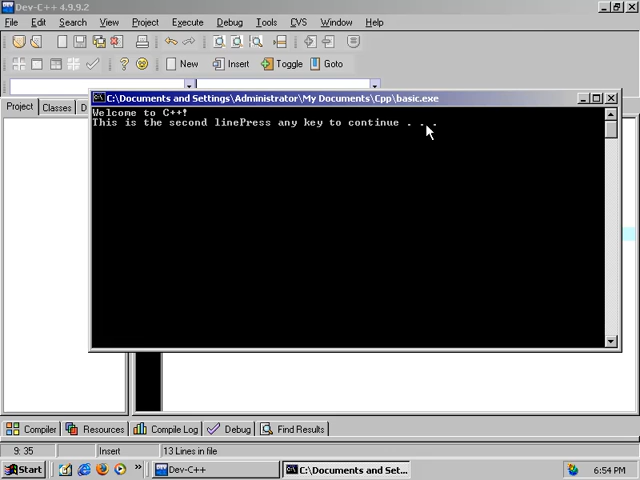 Dev-C++ 4.9.9.2
File Edit Search View Project Execute Debug Tools CVS Window Help
New Insert Toggle Goto
Project Classes D
C:\Documents and Settings\Administrator\My Documents\Cpp\basic.exe
Welcome to C++!
This is the second linePress any key to continue . . .
Compiler Resources Compile Log Debug Find Results
9: 35 Insert 13 Lines in file
Start » Dev-C++ C:\Documents and Set... 6:54 PM